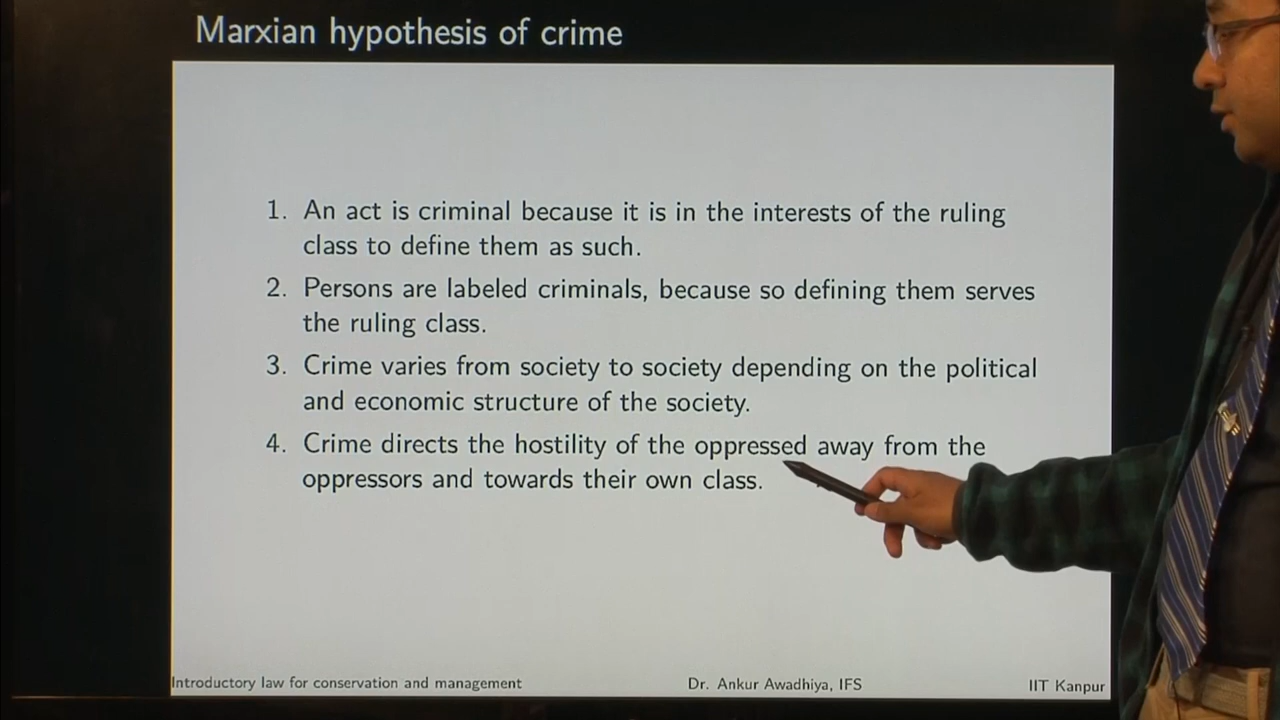 Marxian hypothesis of crime
1. An act is criminal because it is in the interests of the ruling
class to define them as such.
2. Persons are labeled criminals, because so defining them serves
the ruling class.
3. Crime varies from society to society depending on the political
and economic structure of the society.
4. Crime directs the hostility of the oppressed away from the
oppressors and towards their own class.
Introductory law for conservation and management Dr. Ankur Awadhiya, IFS IIT Kanpur